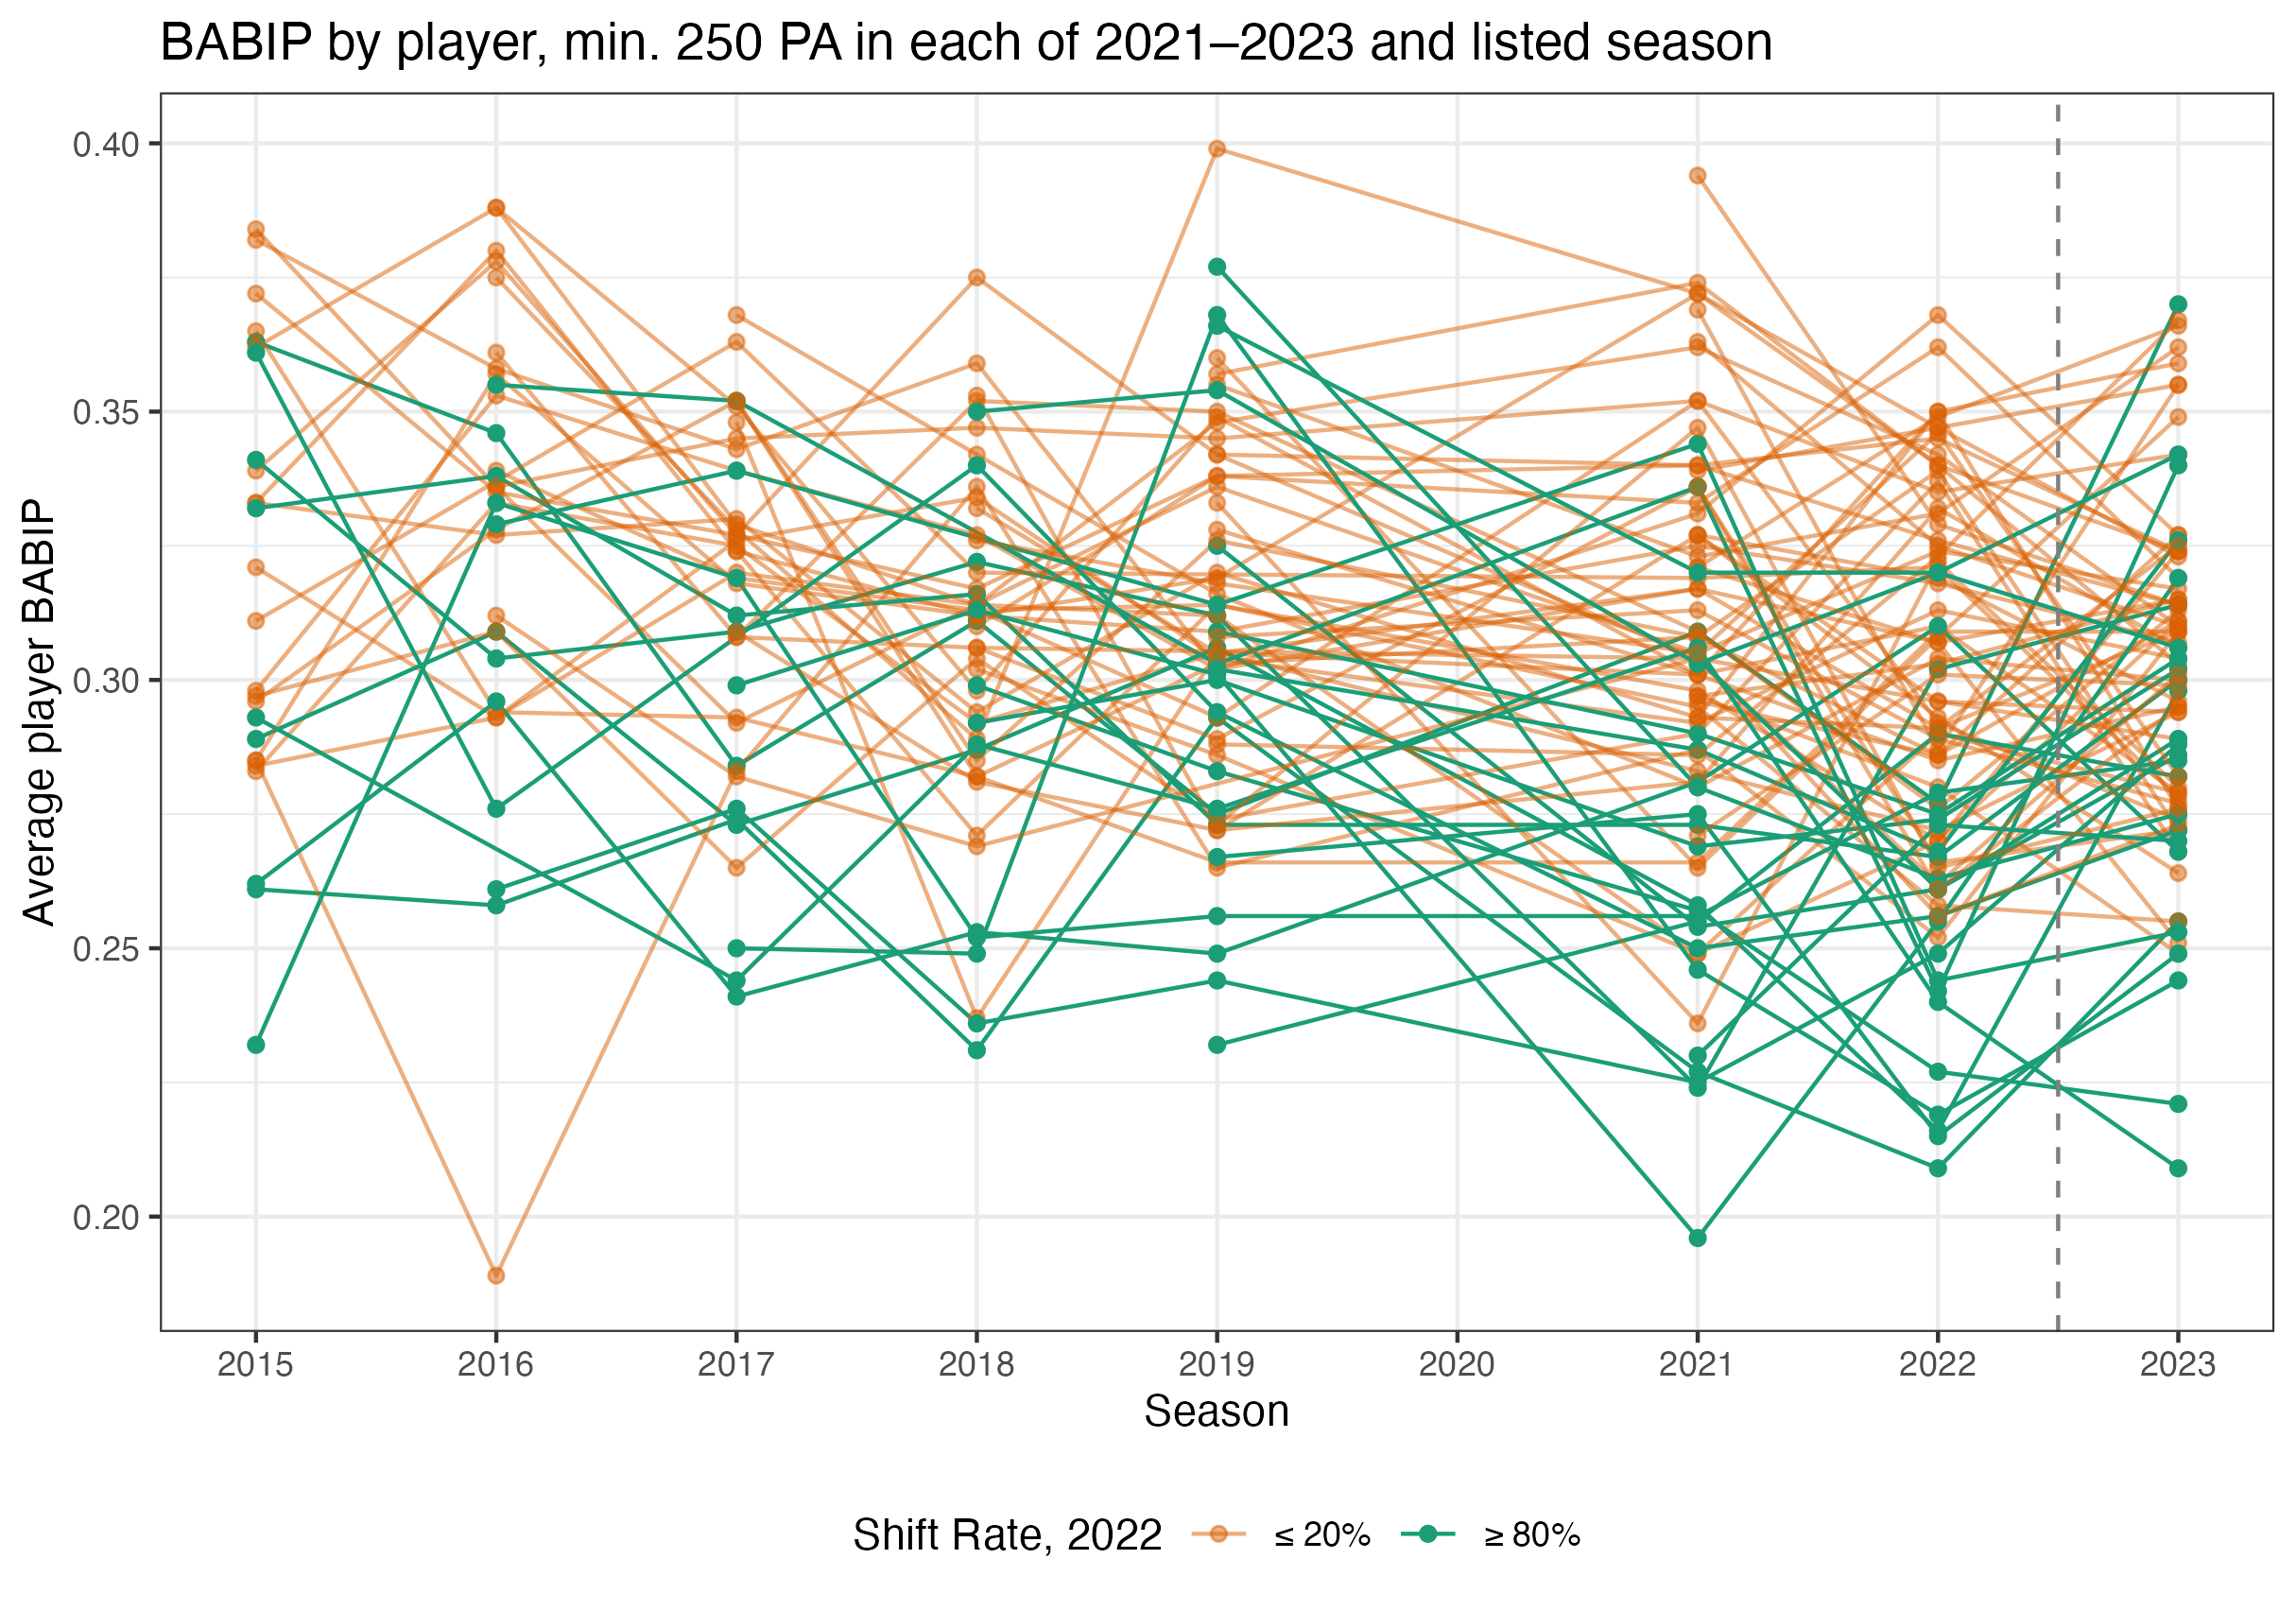 BABIP by player, min. 250 PA in each of 2021–2023 and listed season
Average player BABIP
0.40
0.35
0.30
0.25
0.20
2015 2016 2017 2018 2019 2020 2021 2022 2023
Season
Shift Rate, 2022 ≤ 20% ≥ 80%